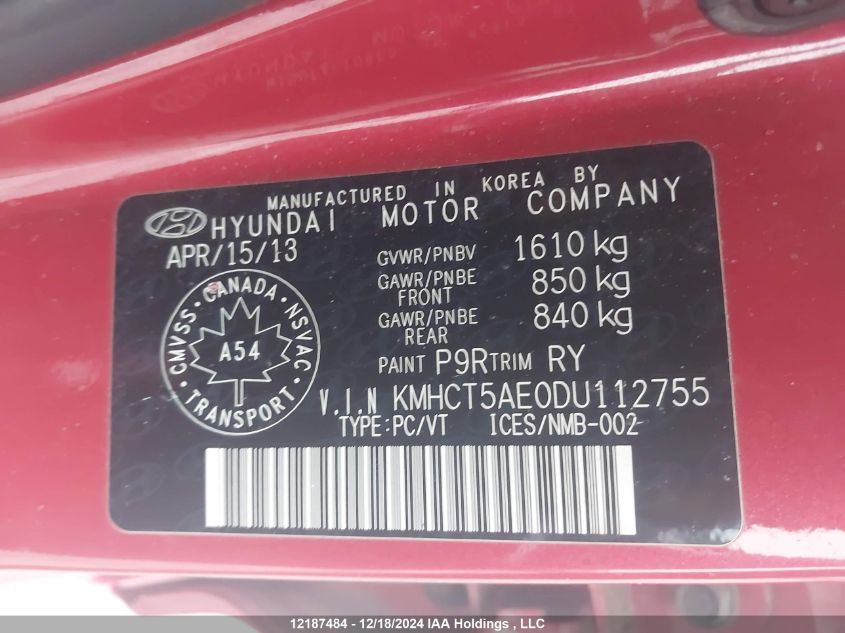 MANUFACTURED IN KOREA BY
HYUNDAI MOTOR COMPANY
APR/15/13
GVWR/PNBV 1610 kg
GAWR/PNBE FRONT 850 kg
GAWR/PNBE REAR 840 kg
CMVSS · CANADA · NSVAC · TRANSPORT ·
A54
PAINT P9R TRIM RY
V.I.N KMHCT5AE0DU112755
TYPE:PC/VT ICES/NMB-002
12187484 - 12/18/2024 IAA Holdings , LLC